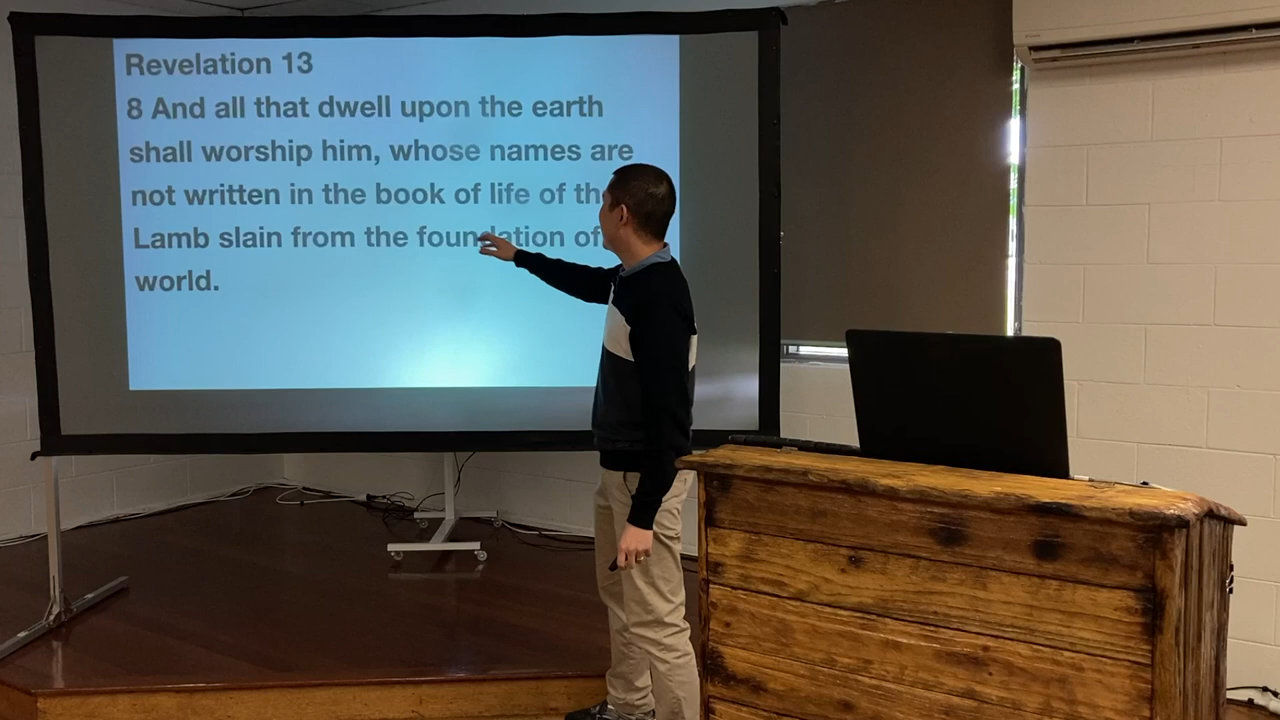 Revelation 13
8 And all that dwell upon the earth
shall worship him, whose names are
not written in the book of life of
Lamb slain from the foundation of
world.